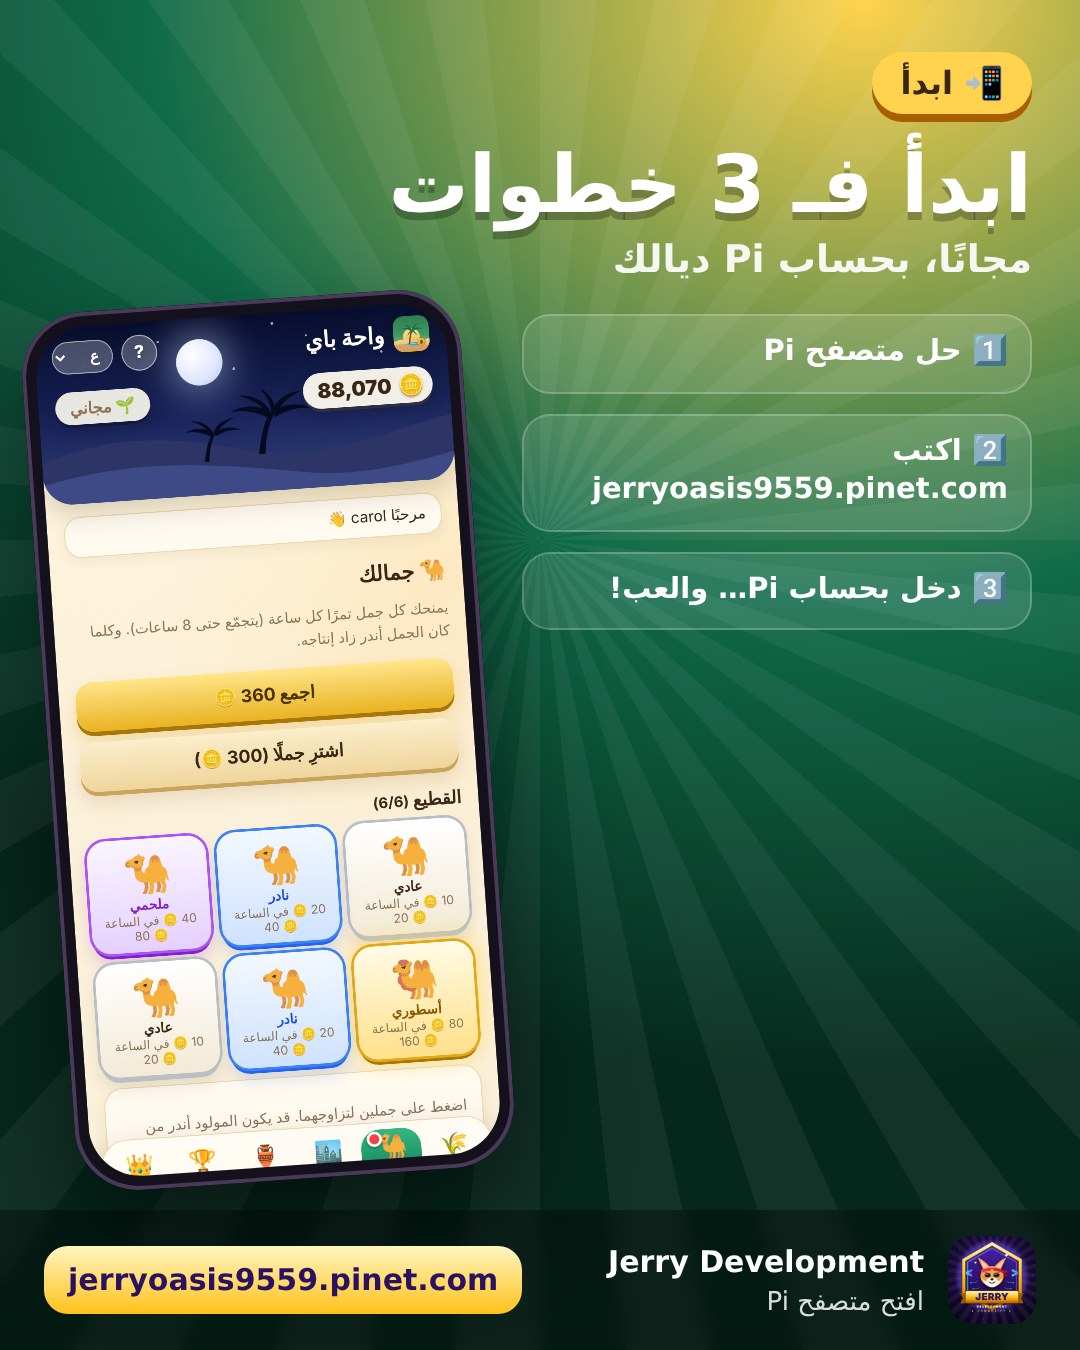 ابدأ
ابدأ فـ 3 خطوات
مجانًا، بحساب Pi ديالك
1 حل متصفح Pi
2 اكتب
jerryoasis9559.pinet.com
3 دخل بحساب Pi... والعب!
واحة باي
?
ع
88,070
مجاني
مرحبًا carol
جمالك
يمنحك كل جمل تمرًا كل ساعة (يتجمّع حتى 8 ساعات). وكلما
كان الجمل أندر زاد إنتاجه.
اجمع 360
اشترِ جملًا (300)
القطيع (6/6)
عادي
10 في الساعة
20
نادر
20 في الساعة
40
ملحمي
40 في الساعة
80
أسطوري
80 في الساعة
160
نادر
20 في الساعة
40
عادي
10 في الساعة
20
اضغط على جملين لتزاوجهما. قد يكون المولود أندر من
Jerry Development
افتح متصفح Pi
jerryoasis9559.pinet.com
JERRY